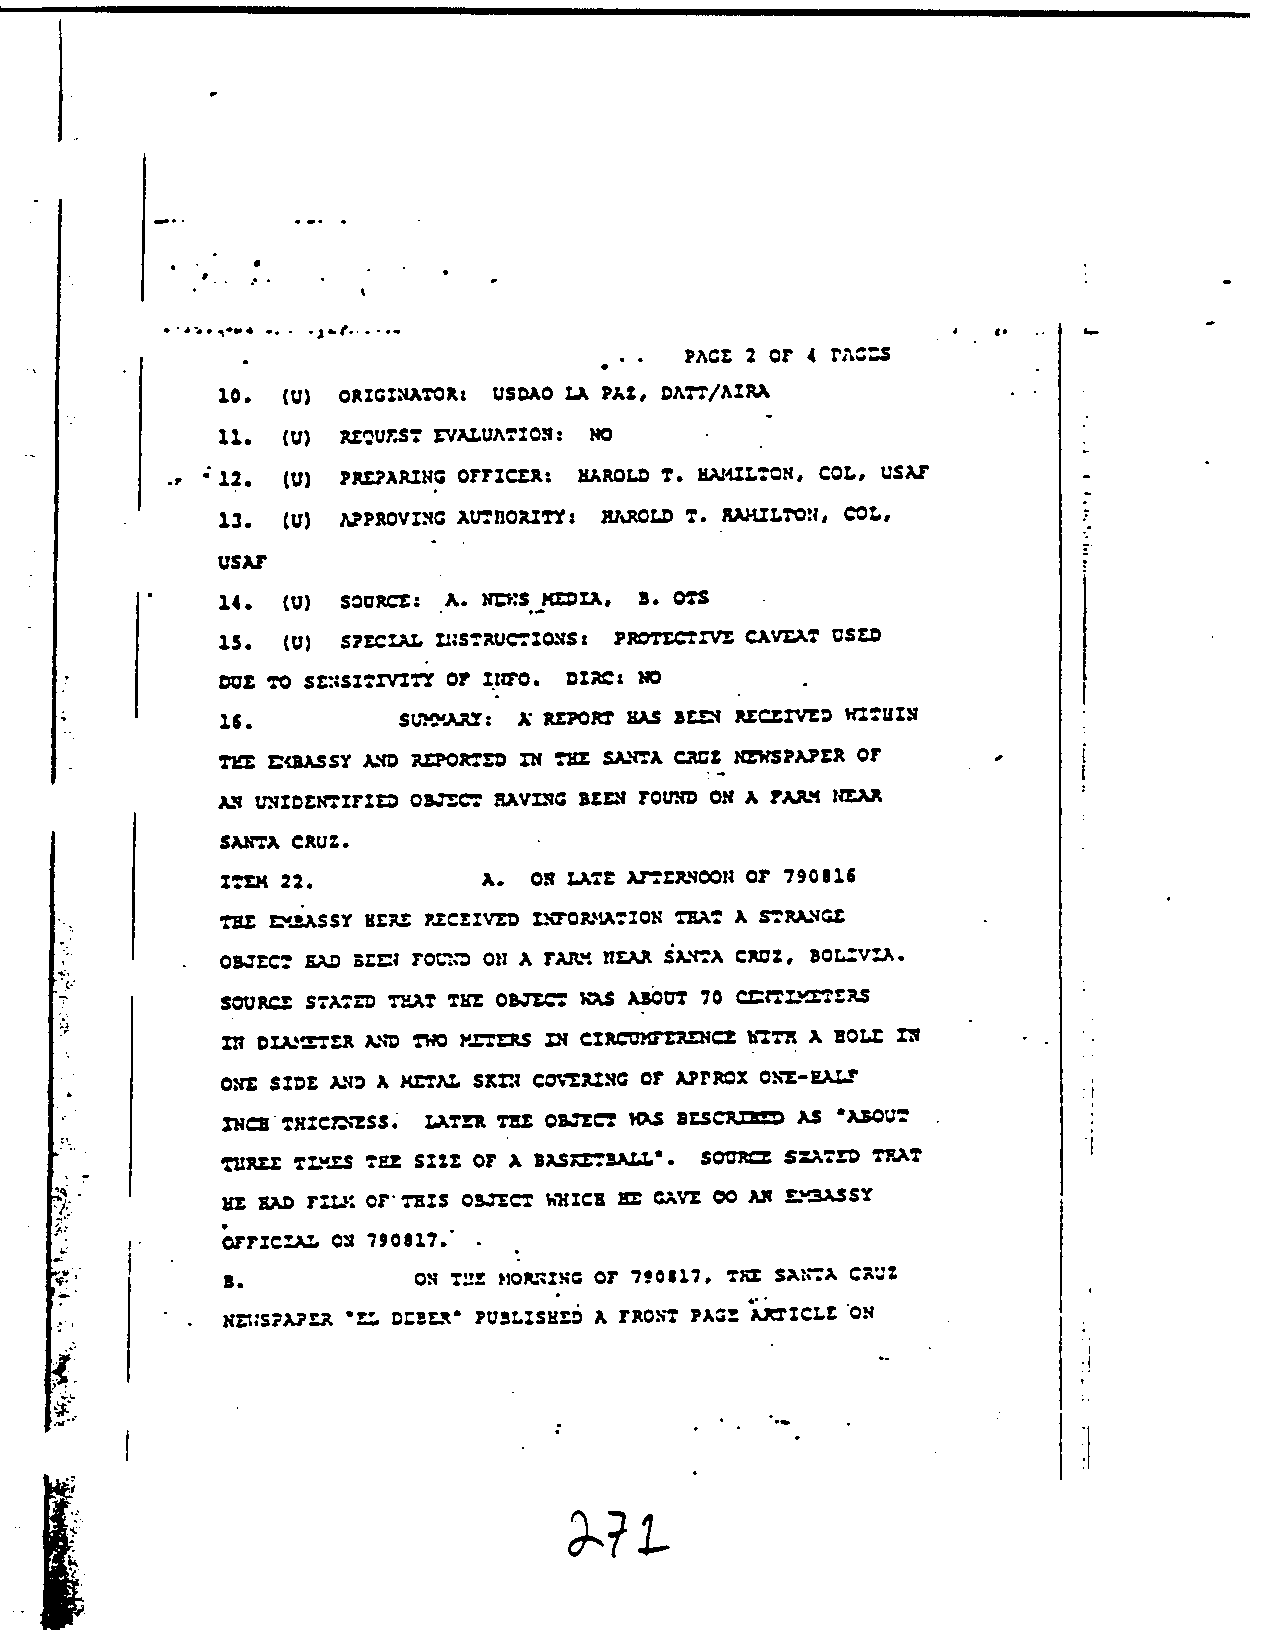 PAGE 2 OF 4 PAGES
10. (U) ORIGINATOR: USDAO LA PAZ, DATT/AIRA
11. (U) REQUEST EVALUATION: NO
12. (U) PREPARING OFFICER: HAROLD T. HAMILTON, COL, USAF
13. (U) APPROVING AUTHORITY: HAROLD T. HAMILTON, COL,
USAF
14. (U) SOURCE: A. NEWS MEDIA, B. OTS
15. (U) SPECIAL INSTRUCTIONS: PROTECTIVE CAVEAT USED
DUE TO SENSITIVITY OF INFO. DIRC: NO
16. SUMMARY: A REPORT HAS BEEN RECEIVED WITHIN
THE EMBASSY AND REPORTED IN THE SANTA CRUZ NEWSPAPER OF
AN UNIDENTIFIED OBJECT HAVING BEEN FOUND ON A FARM NEAR
SANTA CRUZ.
ITEM 22. A. ON LATE AFTERNOON OF 790816
THE EMBASSY HERE RECEIVED INFORMATION THAT A STRANGE
OBJECT HAD BEEN FOUND ON A FARM NEAR SANTA CRUZ, BOLIVIA.
SOURCE STATED THAT THE OBJECT WAS ABOUT 70 CENTIMETERS
IN DIAMETER AND TWO METERS IN CIRCUMFERENCE WITH A HOLE IN
ONE SIDE AND A METAL SKIN COVERING OF APPROX ONE-HALF
INCH THICKNESS. LATER THE OBJECT WAS BESCRIBED AS "ABOUT
THREE TIMES THE SIZE OF A BASKETBALL". SOURCE SZATED THAT
HE HAD FILM OF THIS OBJECT WHICH HE GAVE OO AN EMBASSY
OFFICIAL ON 790817.
B. ON THE MORNING OF 790817, THE SANTA CRUZ
NEWSPAPER "EL DEBER" PUBLISHED A FRONT PAGE ARTICLE ON
271